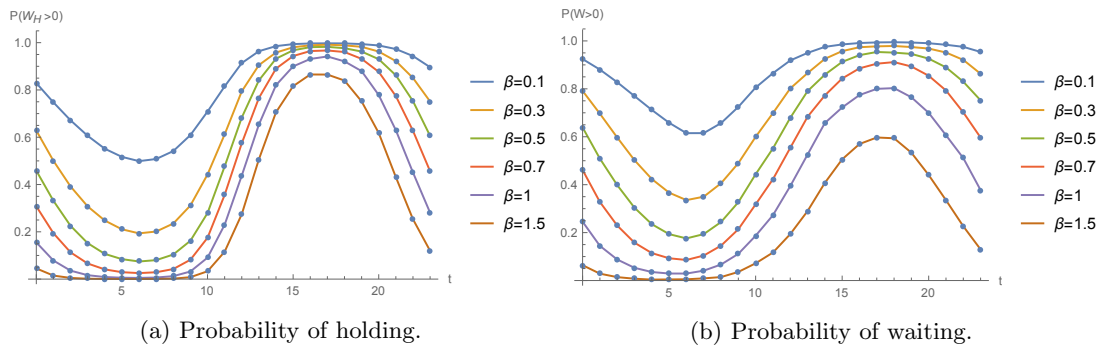 P(W_H>0)
1.0
0.8
0.6
0.4
0.2
5
10
15
20
t
β=0.1
β=0.3
β=0.5
β=0.7
β=1
β=1.5
(a) Probability of holding.
P(W>0)
1.0
0.8
0.6
0.4
0.2
5
10
15
20
t
β=0.1
β=0.3
β=0.5
β=0.7
β=1
β=1.5
(b) Probability of waiting.